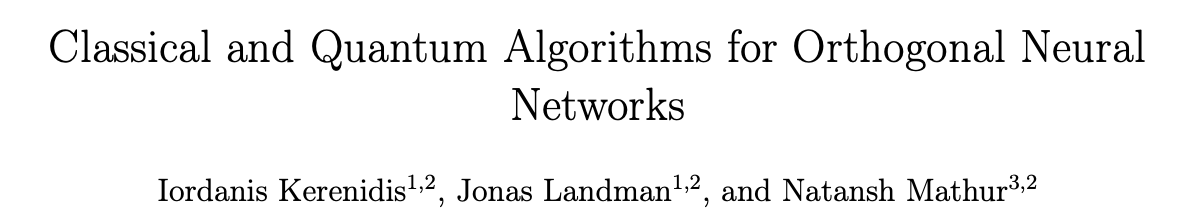 Classical and Quantum Algorithms for Orthogonal Neural
Networks
Iordanis Kerenidis1,2, Jonas Landman1,2, and Natansh Mathur3,2